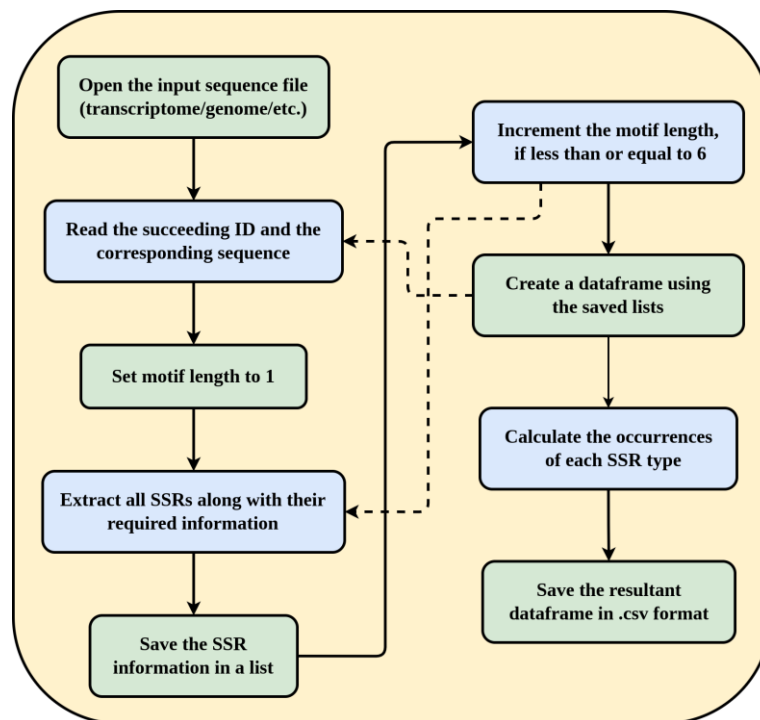 Open the input sequence file
(transcriptome/genome/etc.)
Read the succeeding ID and the
corresponding sequence
Set motif length to 1
Extract all SSRs along with their
required information
Save the SSR
information in a list
Increment the motif length,
if less than or equal to 6
Create a dataframe using
the saved lists
Calculate the occurrences
of each SSR type
Save the resultant
dataframe in .csv format